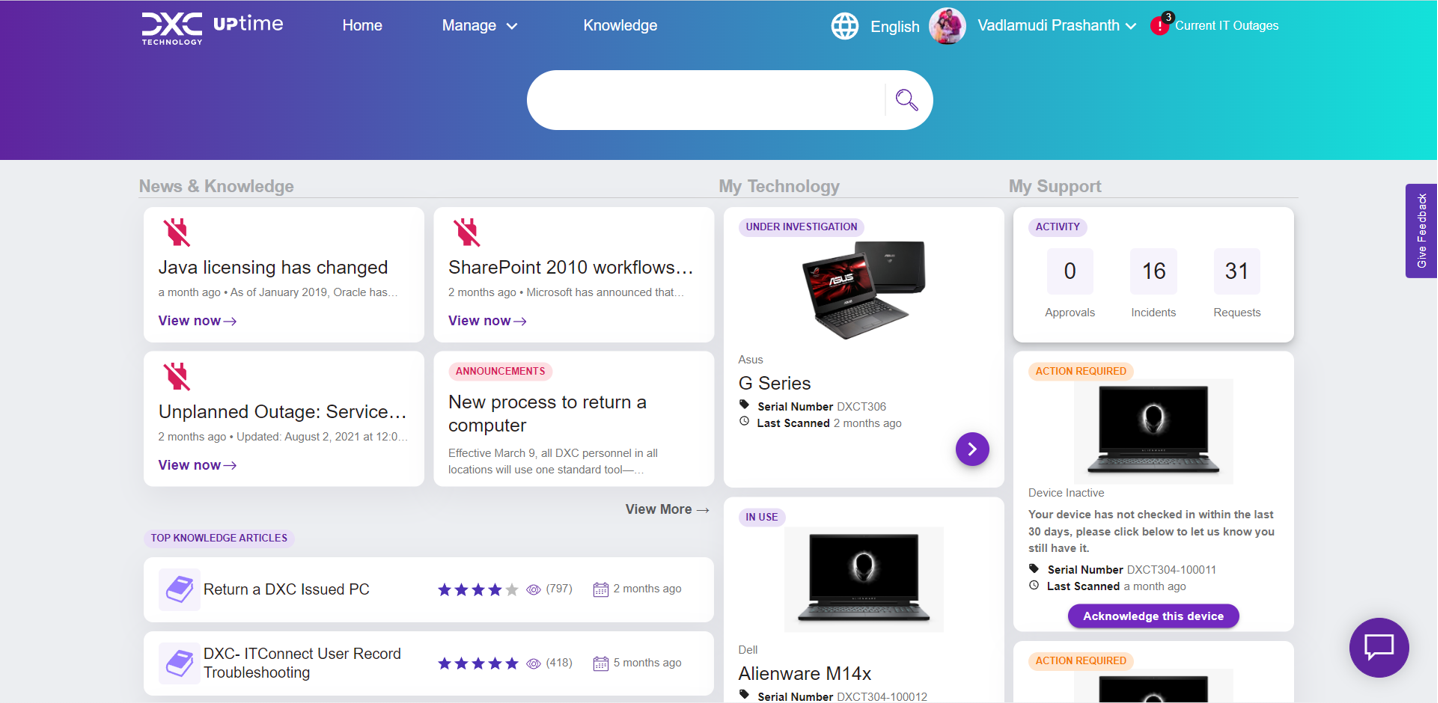 DXC UPtime
TECHNOLOGY
Home
Manage
Knowledge
English
Vadlamudi Prashanth
3
Current IT Outages
Give Feedback
News & Knowledge
Java licensing has changed
a month ago • As of January 2019, Oracle has...
View now
SharePoint 2010 workflows...
2 months ago • Microsoft has announced that...
View now
Unplanned Outage: Service...
2 months ago • Updated: August 2, 2021 at 12:0...
View now
ANNOUNCEMENTS
New process to return a
computer
Effective March 9, all DXC personnel in all
locations will use one standard tool—...
View More →
TOP KNOWLEDGE ARTICLES
Return a DXC Issued PC
(797)
2 months ago
DXC- ITConnect User Record
Troubleshooting
(418)
5 months ago
My Technology
UNDER INVESTIGATION
ASUS
Asus
G Series
Serial Number DXCT306
Last Scanned 2 months ago
IN USE
Dell
Alienware M14x
Serial Number DXCT304-100012
My Support
ACTIVITY
0
16
31
Approvals
Incidents
Requests
ACTION REQUIRED
Device Inactive
Your device has not checked in within the last
30 days, please click below to let us know you
still have it.
Serial Number DXCT304-100011
Last Scanned a month ago
Acknowledge this device
ACTION REQUIRED